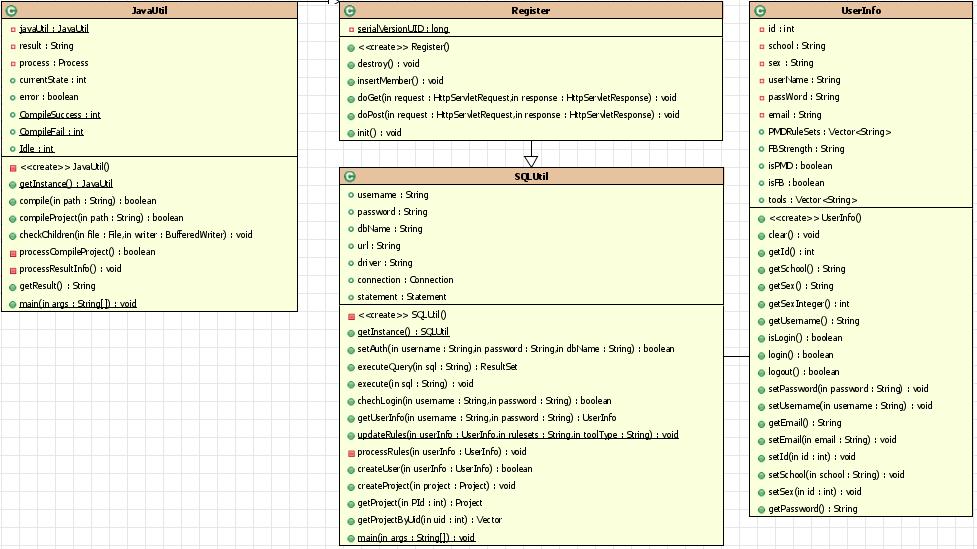 JavaUtil
javaUtil : JavaUtil
result : String
process : Process
currentState : int
error : boolean
CompileSuccess : int
CompileFail : int
Idle : int
<<create>> JavaUtil()
getInstance() : JavaUtil
compile(in path : String) : boolean
compileProject(in path : String) : boolean
checkChildren(in file : File,in writer : BufferedWriter) : void
processCompileProject() : boolean
processResultInfo() : void
getResult() : String
main(in args : String[]) : void
Register
serialVersionUID : long
<<create>> Register()
destroy() : void
insertMember() : void
doGet(in request : HttpServletRequest,in response : HttpServletResponse) : void
doPost(in request : HttpServletRequest,in response : HttpServletResponse) : void
init() : void
SQLUtil
username : String
password : String
dbName : String
url : String
driver : String
connection : Connection
statement : Statement
<<create>> SQLUtil()
getInstance() : SQLUtil
setAuth(in username : String,in password : String,in dbName : String) : boolean
executeQuery(in sql : String) : ResultSet
execute(in sql : String) : void
chechLogin(in username : String,in password : String) : boolean
getUserInfo(in username : String,in password : String) : UserInfo
updateRules(in userInfo : UserInfo,in rulesets : String,in toolType : String) : void
processRules(in userInfo : UserInfo) : void
createUser(in userInfo : UserInfo) : boolean
createProject(in project : Project) : void
getProject(in PId : int) : Project
getProjectByUid(in uid : int) : Vector
main(in args : String[]) : void
UserInfo
id : int
school : String
sex : String
userName : String
passWord : String
email : String
PMDRuleSets : Vector<String>
FBStrength : String
isPMD : boolean
isFB : boolean
tools : Vector<String>
<<create>> UserInfo()
clear() : void
getId() : int
getSchool() : String
getSex() : String
getSexInteger() : int
getUsername() : String
isLogin() : boolean
login() : boolean
logout() : boolean
setPassword(in password : String) : void
setUsername(in username : String) : void
getEmail() : String
setEmail(in email : String) : void
setId(in id : int) : void
setSchool(in school : String) : void
setSex(in id : int) : void
getPassword() : String